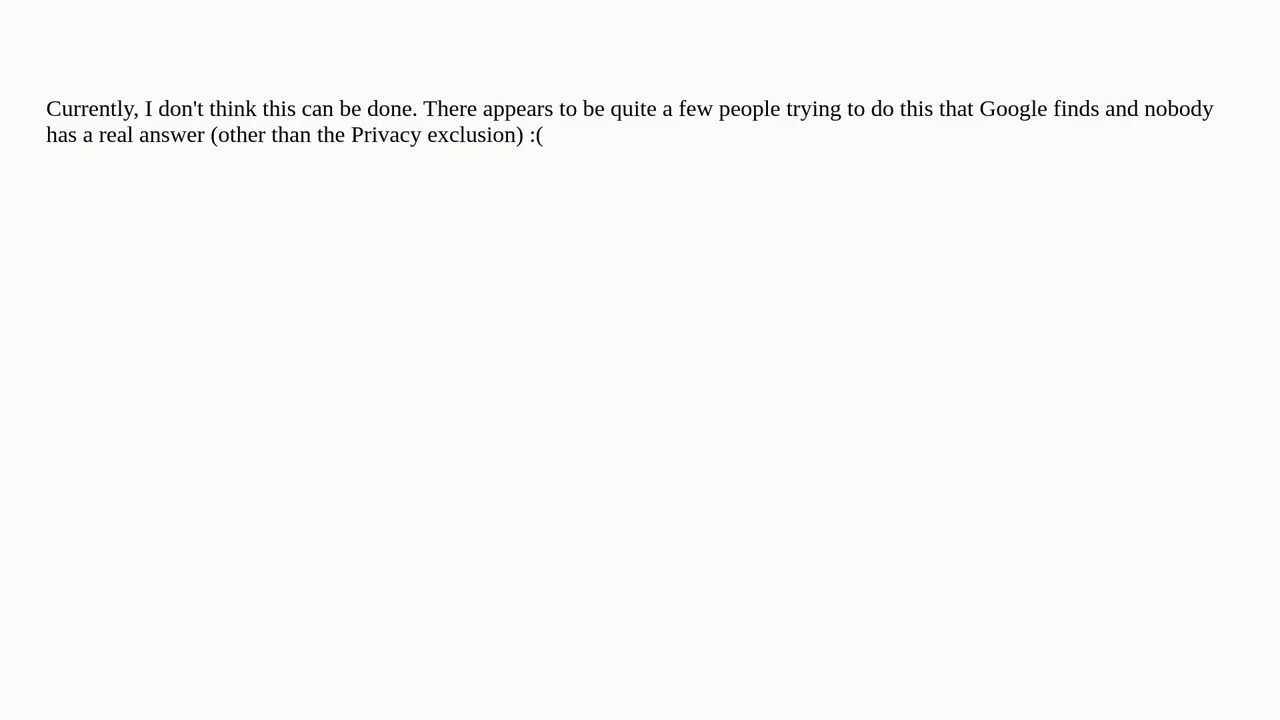 Currently, I don't think this can be done. There appears to be quite a few people trying to do this that Google finds and nobody
has a real answer (other than the Privacy exclusion) :(